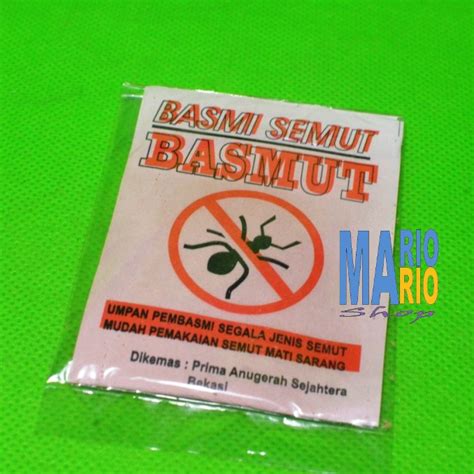 BASMI SEMUT
BASMUT
UMPAN PEMBASMI SEGALA JENIS SEMUT
MUDAH PEMAKAIAN SEMUT MATI SARANG
Dikemas : Prima Anugerah Sejahtera
Bekasi
MARIO
MARIO
Shop